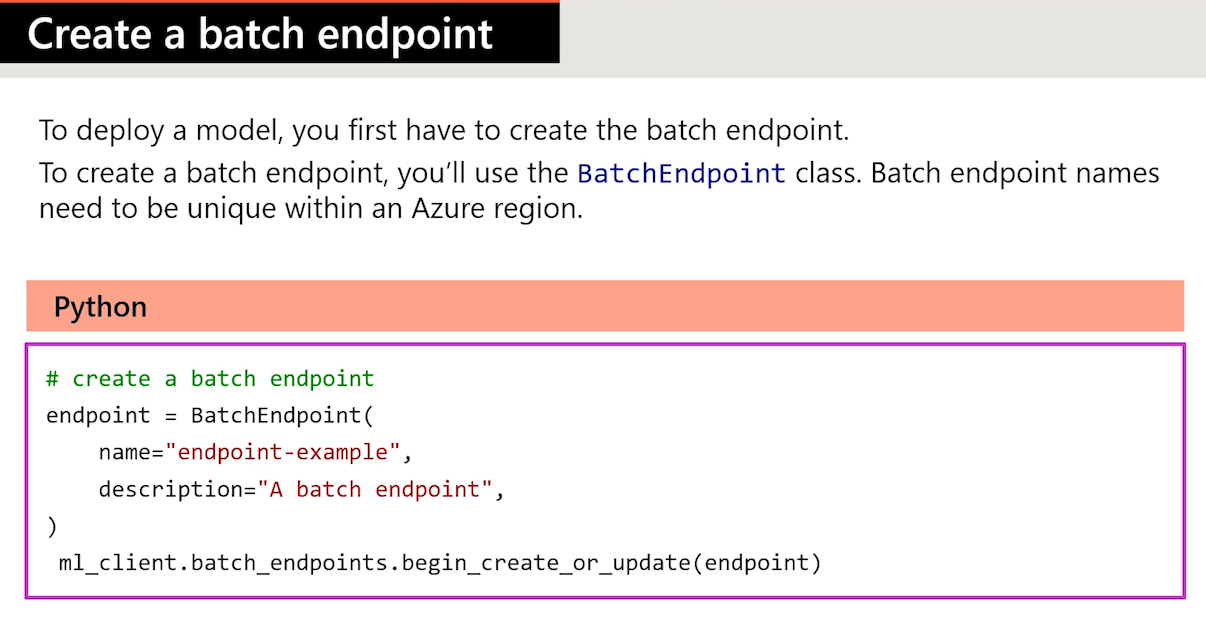 Create a batch endpoint
To deploy a model, you first have to create the batch endpoint.
To create a batch endpoint, you’ll use the BatchEndpoint class. Batch endpoint names
need to be unique within an Azure region.
Python
# create a batch endpoint
endpoint = BatchEndpoint(
    name="endpoint-example",
    description="A batch endpoint",
)
 ml_client.batch_endpoints.begin_create_or_update(endpoint)